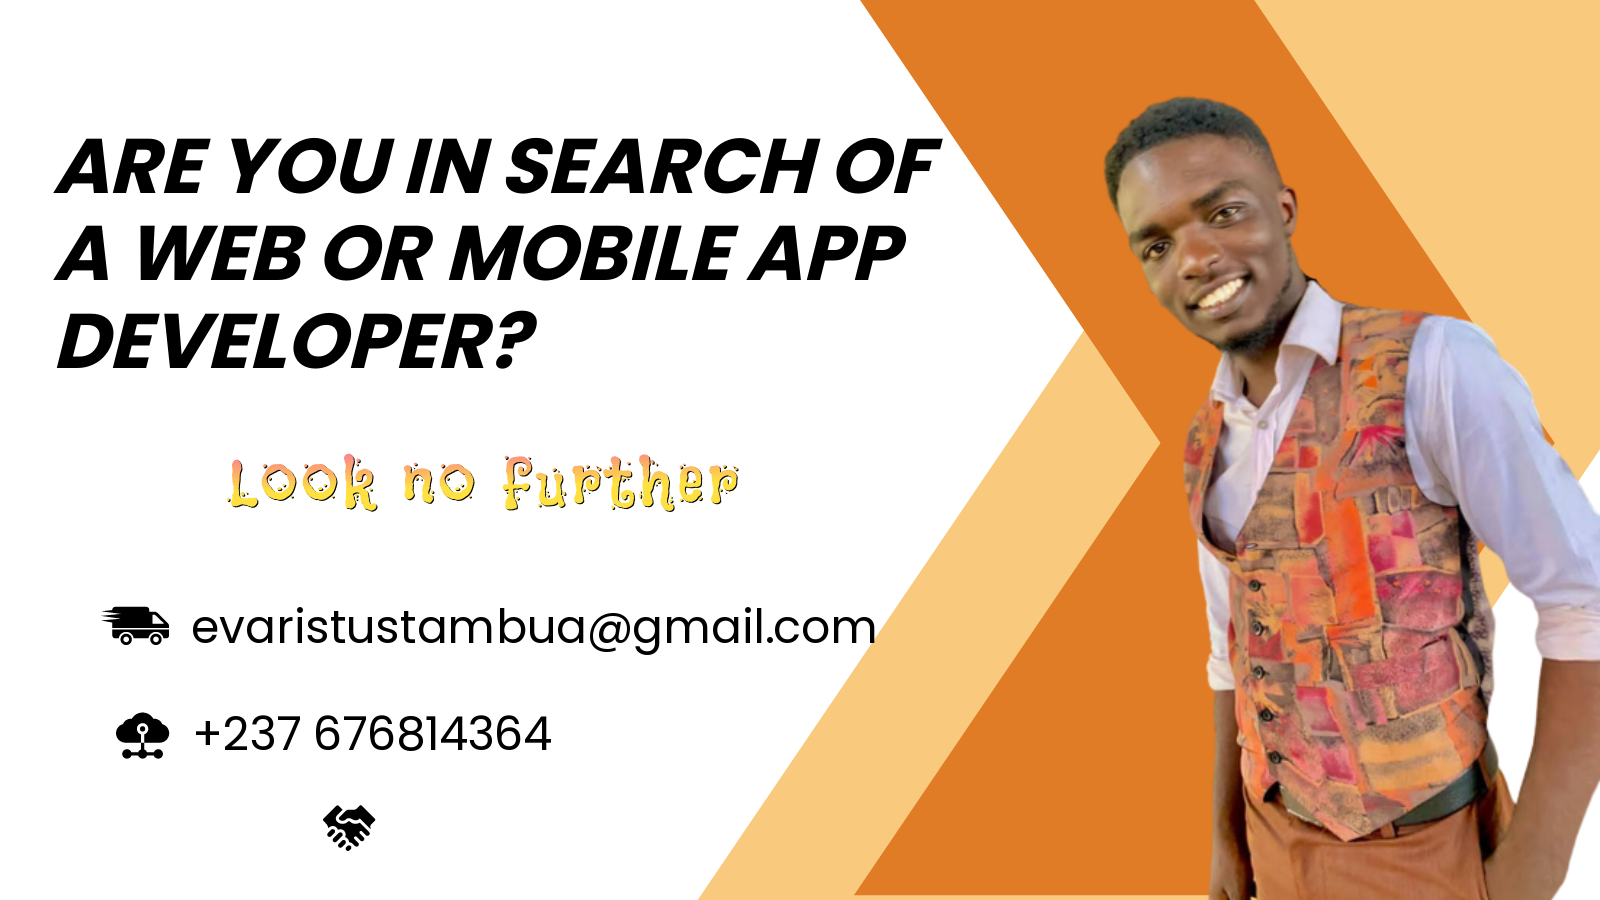 ARE YOU IN SEARCH OF
A WEB OR MOBILE APP
DEVELOPER?
Look no further
evaristustambua@gmail.com
+237 676814364